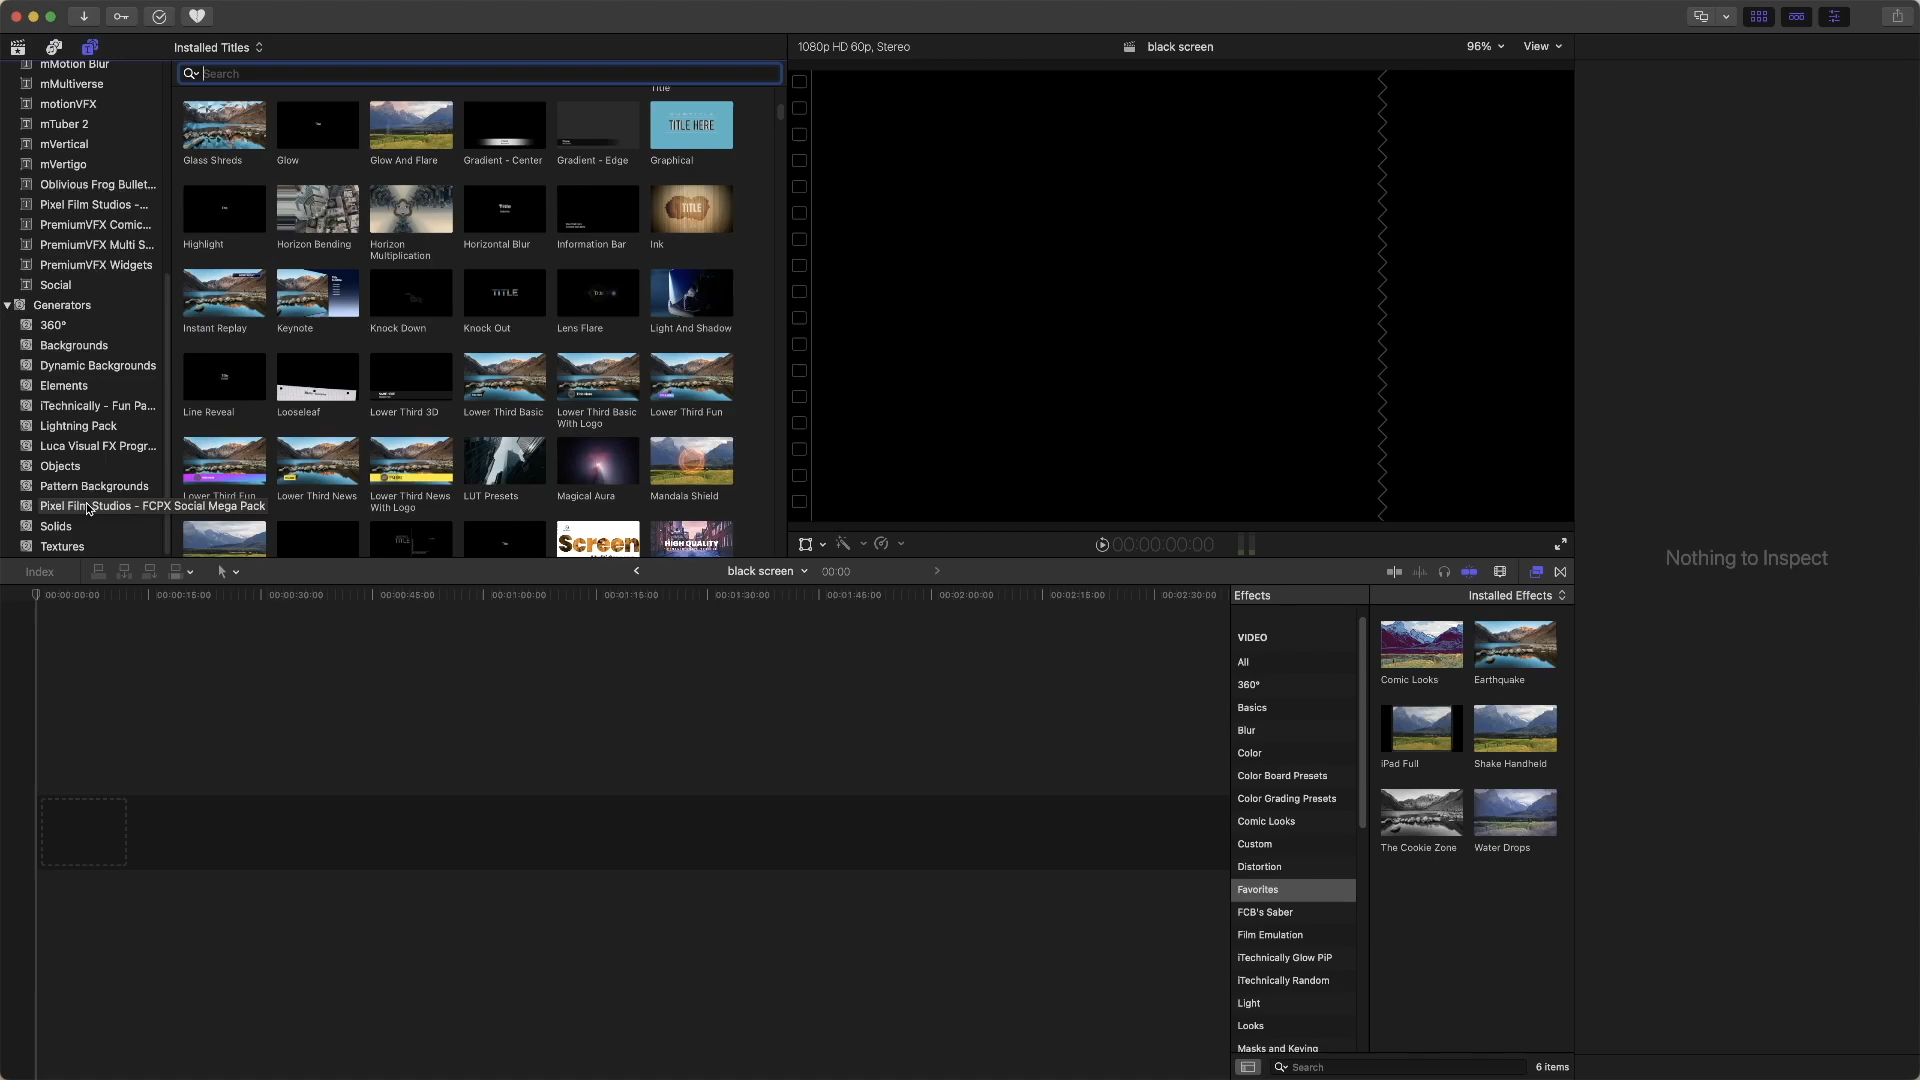 Installed Titles
1080p HD 60p, Stereo
black screen
96%
View
mMotion Blur
mMultiverse
motionVFX
mTuber 2
mVertical
mVertigo
Oblivious Frog Bullet...
Pixel Film Studios -...
PremiumVFX Comic...
PremiumVFX Multi S...
PremiumVFX Widgets
Social
Generators
360°
Backgrounds
Dynamic Backgrounds
Elements
iTechnically - Fun Pa...
Lightning Pack
Luca Visual FX Progr...
Objects
Pattern Backgrounds
Pixel Film Studios - FCPX Social Mega Pack
Solids
Textures
Search
Title
TITLE HERE
Glass Shreds
Glow
Glow And Flare
Gradient - Center
Gradient - Edge
Graphical
TITLE
Highlight
Horizon Bending
Horizon
Multiplication
Horizontal Blur
Information Bar
Ink
TITLE
Instant Replay
Keynote
Knock Down
Knock Out
Lens Flare
Light And Shadow
Line Reveal
Looseleaf
Lower Third 3D
Lower Third Basic
Lower Third Basic
With Logo
Lower Third Fun
Lower Third Fun
Lower Third News
Lower Third News
With Logo
LUT Presets
Magical Aura
Mandala Shield
Screen
HIGH QUALITY
00:00:00:00
Nothing to Inspect
Index
black screen
00:00
00:00:00:00
00:00:15:00
00:00:30:00
00:00:45:00
00:01:00:00
00:01:15:00
00:01:30:00
00:01:45:00
00:02:00:00
00:02:15:00
00:02:30:00
Effects
Installed Effects
VIDEO
All
360°
Basics
Blur
Color
Color Board Presets
Color Grading Presets
Comic Looks
Custom
Distortion
Favorites
FCB's Saber
Film Emulation
iTechnically Glow PiP
iTechnically Random
Light
Looks
Masks and Keying
Comic Looks
Earthquake
iPad Full
Shake Handheld
The Cookie Zone
Water Drops
Search
6 items